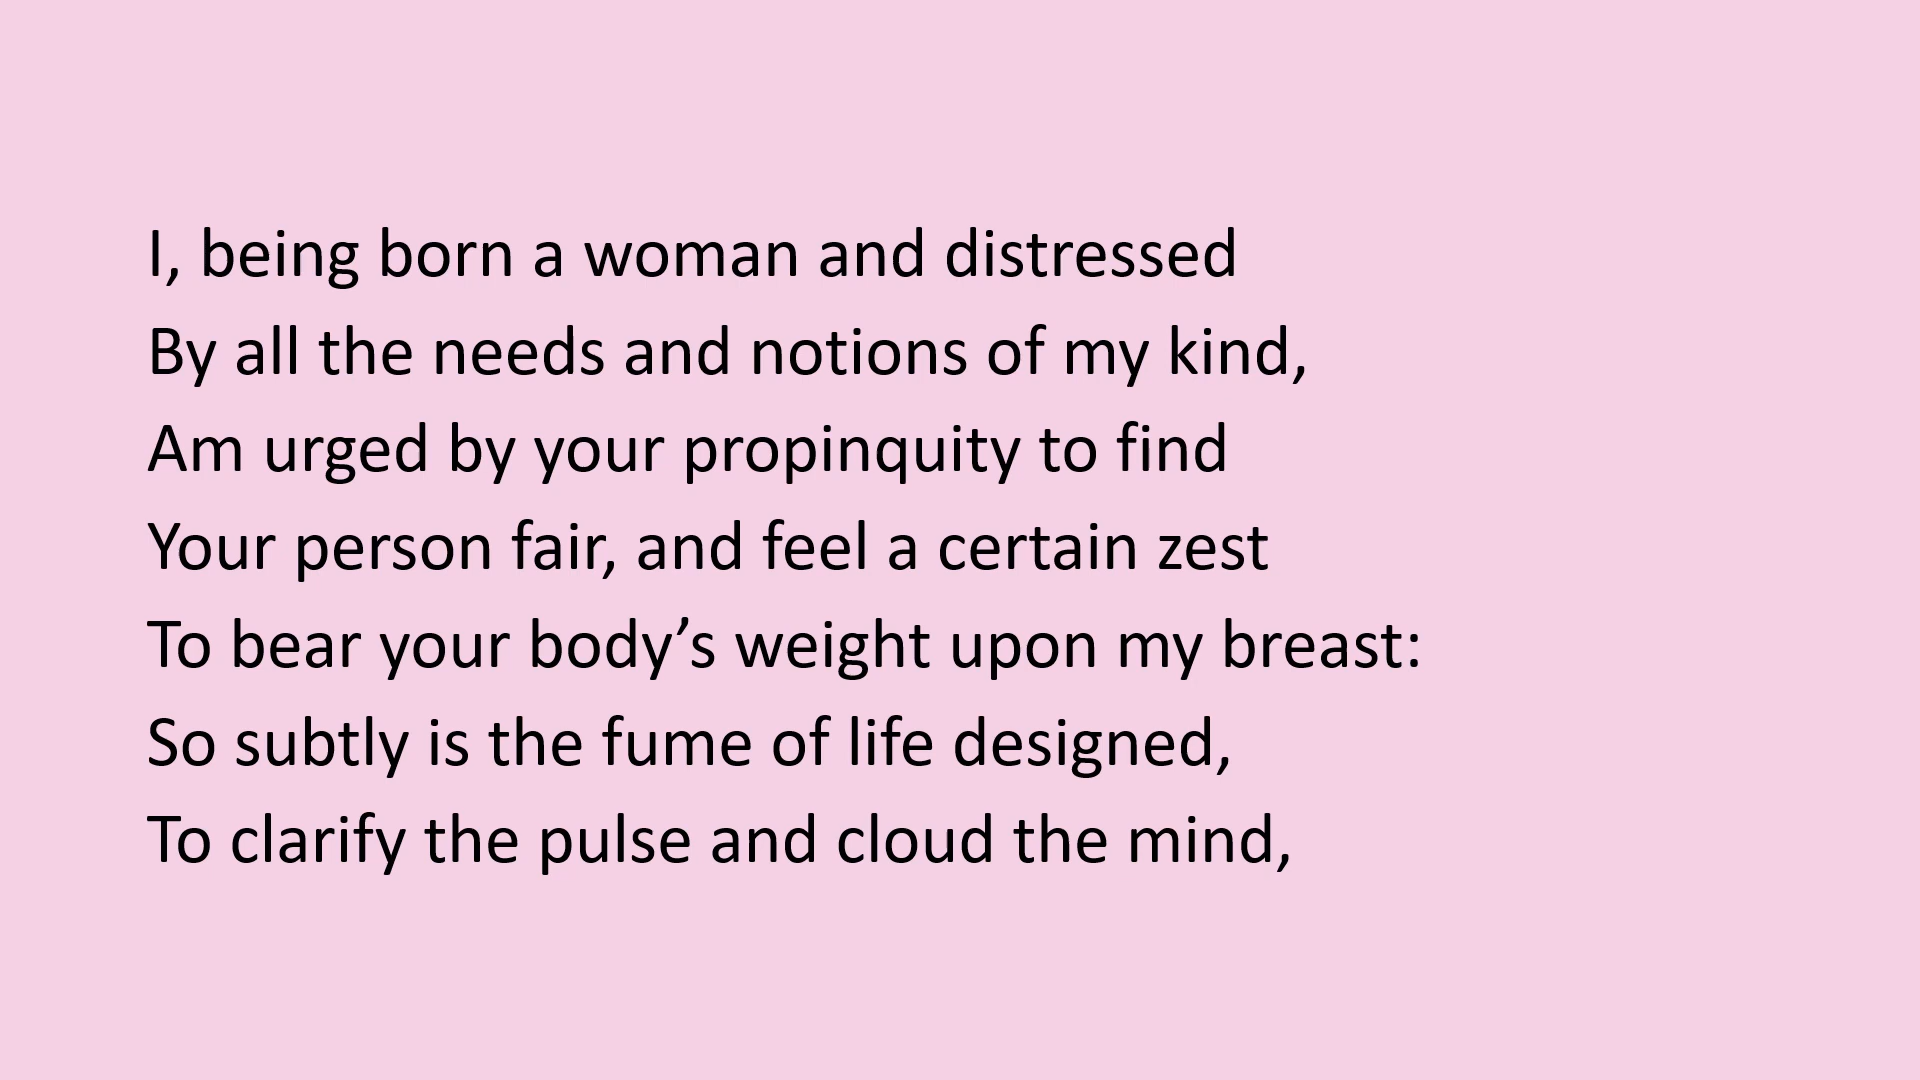 I, being born a woman and distressed
By all the needs and notions of my kind,
Am urged by your propinquity to find
Your person fair, and feel a certain zest
To bear your body’s weight upon my breast:
So subtly is the fume of life designed,
To clarify the pulse and cloud the mind,